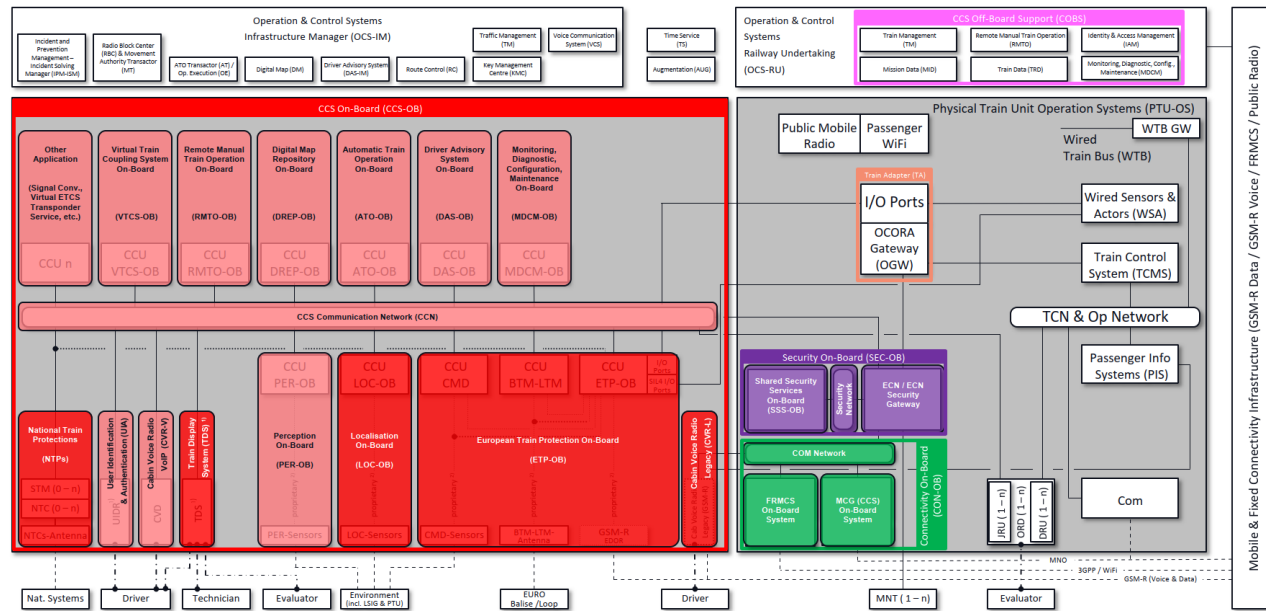 Operation & Control Systems
Infrastructure Manager (OCS-IM)
Incident and
Prevention
Management –
Incident Solving
Manager (IPM-ISM)
Radio Block Center
(RBC) & Movement
Authority Transactor
(MT)
ATO Transactor (AT) /
Op. Execution (OE)
Digital Map (DM)
Driver Advisory System
(DAS-IM)
Route Control (RC)
Traffic Management
(TM)
Key Management
Centre (KMC)
Voice Communication
System (VCS)
Time Service
(TS)
Augmentation (AUG)
Operation & Control
Systems
Railway Undertaking
(OCS-RU)
CCS Off-Board Support (COBS)
Train Management
(TM)
Remote Manual Train Operation
(RMTO)
Identity & Access Management
(IAM)
Mission Data (MID)
Train Data (TRD)
Monitoring, Diagnostic, Config.,
Maintenance (MDCM)
Mobile & Fixed Connectivity Infrastructure (GSM-R Data / GSM-R Voice / FRMCS / Public Radio)
CCS On-Board (CCS-OB)
Other
Application
(Signal Conv.,
Virtual ETCS
Transponder
Service, etc.)
CCU n
Virtual Train
Coupling System
On-Board
(VTCS-OB)
CCU
VTCS-OB
Remote Manual
Train Operation
On-Board
(RMTO-OB)
CCU
RMTO-OB
Digital Map
Repository
On-Board
(DREP-OB)
CCU
DREP-OB
Automatic Train
Operation
On-Board
(ATO-OB)
CCU
ATO-OB
Driver Advisory
System
On-Board
(DAS-OB)
CCU
DAS-OB
Monitoring,
Diagnostic,
Configuration,
Maintenance
On-Board
(MDCM-OB)
CCU
MDCM-OB
CCS Communication Network (CCN)
National Train
Protections
(NTPs)
STM (0 – n)
NTC (0 – n)
NTCs-Antenna
User Identification
& Authentication (UIA)
UIDR
Cabin Voice Radio
VoIP (CVR-V)
CVD
Train Display
System (TDS) 1)
TDS
CCU
PER-OB
Perception
On-Board
(PER-OB)
proprietary
PER-Sensors
CCU
LOC-OB
Localisation
On-Board
(LOC-OB)
proprietary
LOC-Sensors
CCU
CMD
CCU
BTM-LTM
CCU
ETP-OB
I/O
Ports
SIL4 I/O
Ports
European Train Protection On-Board
(ETP-OB)
proprietary
proprietary
proprietary
CMD-Sensors
BTM-LTM-
Antenna
GSM-R
EDOR
Cabin Voice Radio
Legacy (CVR-L)
Cab Voice Radio
Legacy (GSM-R)
Physical Train Unit Operation Systems (PTU-OS)
Public Mobile
Radio
Passenger
WiFi
Wired
Train Bus (WTB)
WTB GW
Train Adapter (TA)
I/O Ports
OCORA
Gateway
(OGW)
Wired Sensors &
Actors (WSA)
Train Control
System (TCMS)
TCN & Op Network
Passenger Info
Systems (PIS)
Security On-Board (SEC-OB)
Shared Security
Services
On-Board
(SSS-OB)
Security
Network
ECN / ECN
Security
Gateway
Connectivity On-Board
(CON-OB)
COM Network
FRMCS
On-Board
System
MCG (CCS)
On-Board
System
JRU (1 – n)
ORD (1 – n)
DRU (1 – n)
Com
MNO
3GPP / WiFi
GSM-R (Voice & Data)
Nat. Systems
Driver
Technician
Evaluator
Environment
(incl. LSIG & PTU)
EURO
Balise /Loop
Driver
MNT (1 – n)
Evaluator